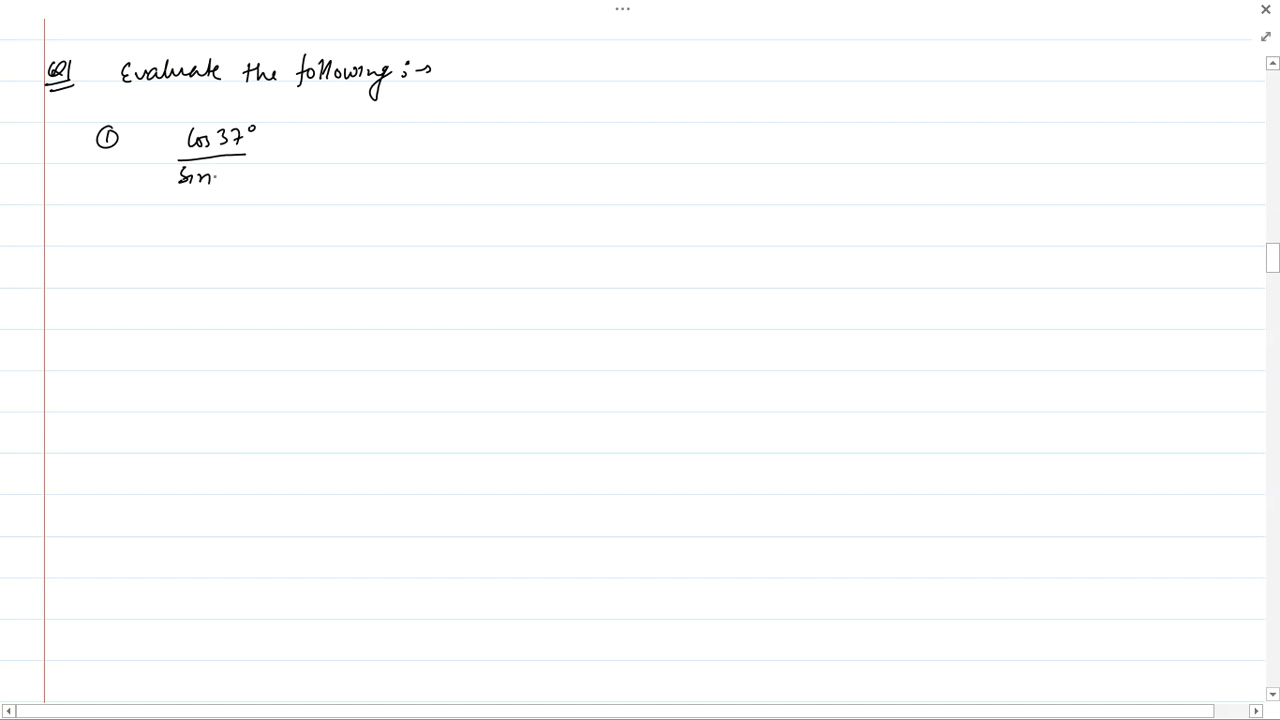 Q1 Evaluate the following :→
① Cos 37°
Sin